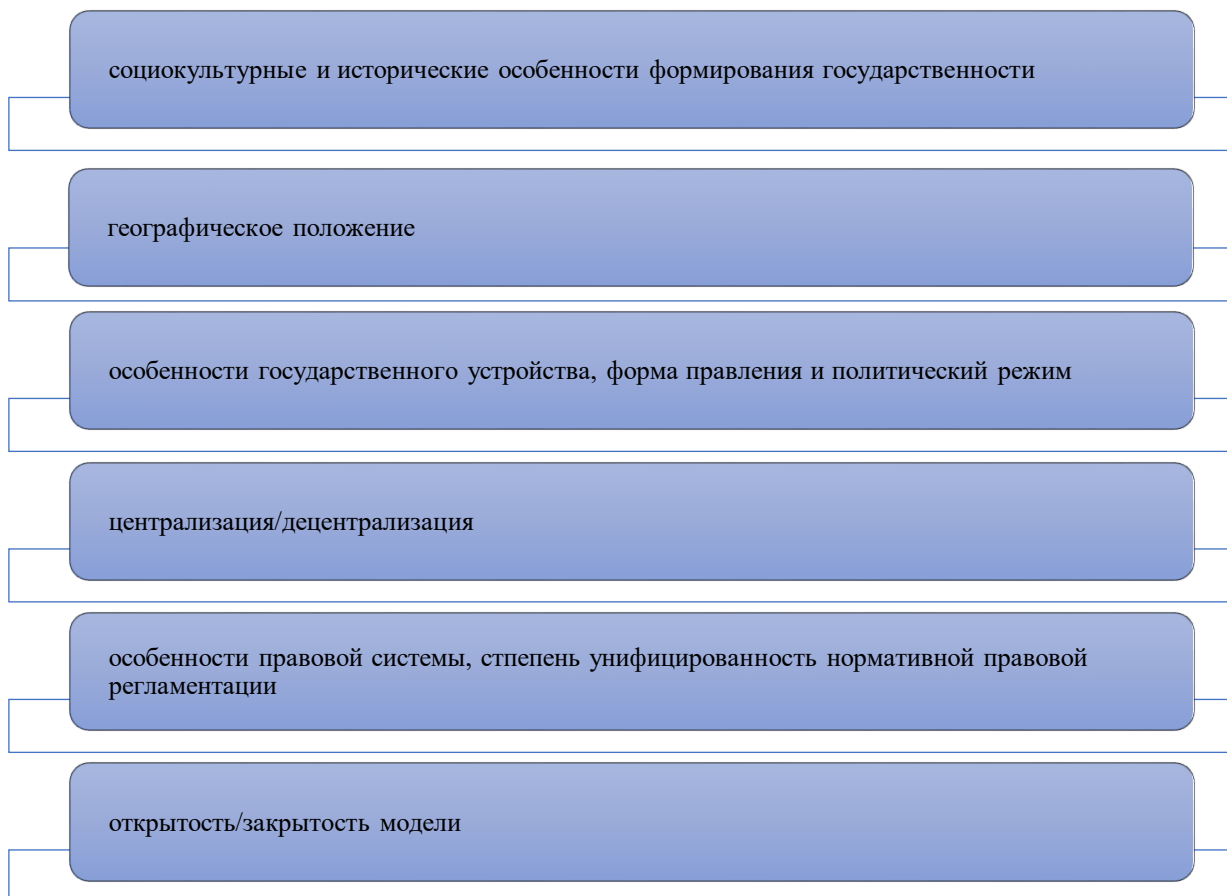 социокультурные и исторические особенности формирования государственности
географическое положение
особенности государственного устройства, форма правления и политический режим
централизация/децентрализация
особенности правовой системы, стпепень унифицированность нормативной правовой
регламентации
открытость/закрытость модели